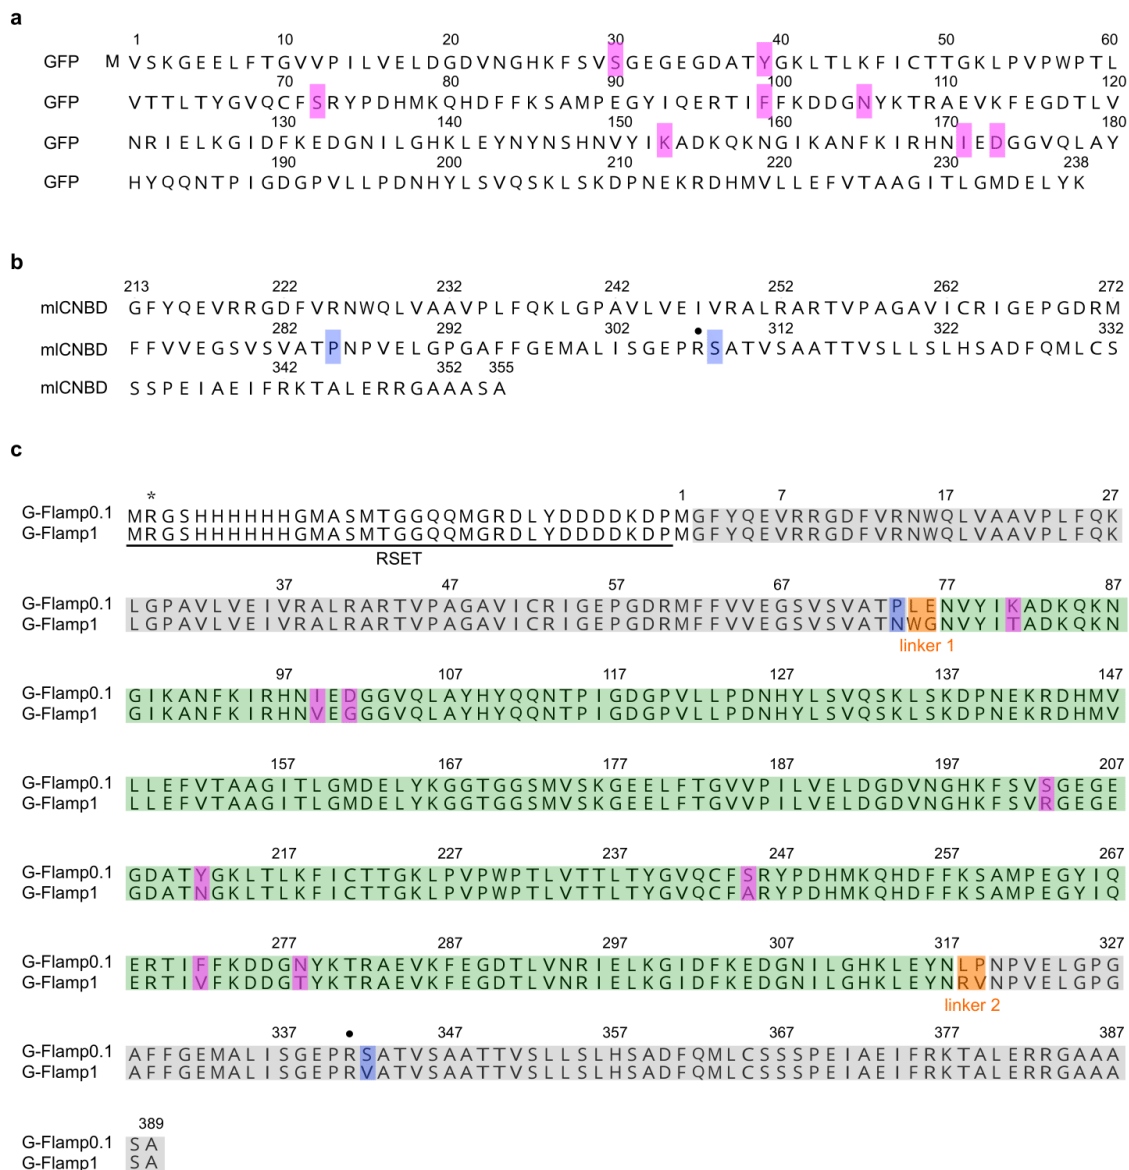 a
1 10 20 30 40 50 60
GFP M V S K G E E L F T G V V P I L V E L D G D V N G H K F S V S G E G E G D A T Y G K L T L K F I C T T G K L P V P W P T L
70 80 90 100 110 120
GFP V T T L T Y G V Q C F S R Y P D H M K Q H D F F K S A M P E G Y I Q E R T I F F K D D G N Y K T R A E V K F E G D T L V
130 140 150 160 170 180
GFP N R I E L K G I D F K E D G N I L G H K L E Y N Y N S H N V Y I K A D K Q K N G I K A N F K I R H N I E D G G V Q L A Y
190 200 210 220 230 238
GFP H Y Q Q N T P I G D G P V L L P D N H Y L S V Q S K L S K D P N E K R D H M V L L E F V T A A G I T L G M D E L Y K
b
213 222 232 242 252 262 272
mlCNBD G F Y Q E V R R G D F V R N W Q L V A A V P L F Q K L G P A V L V E I V R A L R A R T V P A G A V I C R I G E P G D R M
282 292 302 • 312 322 332
mlCNBD F F V V E G S V S V A T P N P V E L G P G A F F G E M A L I S G E P R S A T V S A A T T V S L L S L H S A D F Q M L C S
342 352 355
mlCNBD S S P E I A E I F R K T A L E R R G A A A S A
c
* 1 7 17 27
G-Flamp0.1 M R G S H H H H H H G M A S M T G G Q Q M G R D L Y D D D D K D P M G F Y Q E V R R G D F V R N W Q L V A A V P L F Q K
G-Flamp1 M R G S H H H H H H G M A S M T G G Q Q M G R D L Y D D D D K D P M G F Y Q E V R R G D F V R N W Q L V A A V P L F Q K
RSET
37 47 57 67 77 87
G-Flamp0.1 L G P A V L V E I V R A L R A R T V P A G A V I C R I G E P G D R M F F V V E G S V S V A T P L E N V Y I K A D K Q K N
G-Flamp1 L G P A V L V E I V R A L R A R T V P A G A V I C R I G E P G D R M F F V V E G S V S V A T N W G N V Y I T A D K Q K N
linker 1
97 107 117 127 137 147
G-Flamp0.1 G I K A N F K I R H N I E D G G V Q L A Y H Y Q Q N T P I G D G P V L L P D N H Y L S V Q S K L S K D P N E K R D H M V
G-Flamp1 G I K A N F K I R H N V E G G G V Q L A Y H Y Q Q N T P I G D G P V L L P D N H Y L S V Q S K L S K D P N E K R D H M V
157 167 177 187 197 207
G-Flamp0.1 L L E F V T A A G I T L G M D E L Y K G G T G G S M V S K G E E L F T G V V P I L V E L D G D V N G H K F S V S G E G E
G-Flamp1 L L E F V T A A G I T L G M D E L Y K G G T G G S M V S K G E E L F T G V V P I L V E L D G D V N G H K F S V R G E G E
217 227 237 247 257 267
G-Flamp0.1 G D A T Y G K L T L K F I C T T G K L P V P W P T L V T T L T Y G V Q C F S R Y P D H M K Q H D F F K S A M P E G Y I Q
G-Flamp1 G D A T N G K L T L K F I C T T G K L P V P W P T L V T T L T Y G V Q C F A R Y P D H M K Q H D F F K S A M P E G Y I Q
277 287 297 307 317 327
G-Flamp0.1 E R T I F F K D D G N Y K T R A E V K F E G D T L V N R I E L K G I D F K E D G N I L G H K L E Y N L P N P V E L G P G
G-Flamp1 E R T I V F K D D G T Y K T R A E V K F E G D T L V N R I E L K G I D F K E D G N I L G H K L E Y N R V N P V E L G P G
linker 2
337 • 347 357 367 377 387
G-Flamp0.1 A F F G E M A L I S G E P R S A T V S A A T T V S L L S L H S A D F Q M L C S S S P E I A E I F R K T A L E R R G A A A
G-Flamp1 A F F G E M A L I S G E P R V A T V S A A T T V S L L S L H S A D F Q M L C S S S P E I A E I F R K T A L E R R G A A A
389
G-Flamp0.1 S A
G-Flamp1 S A